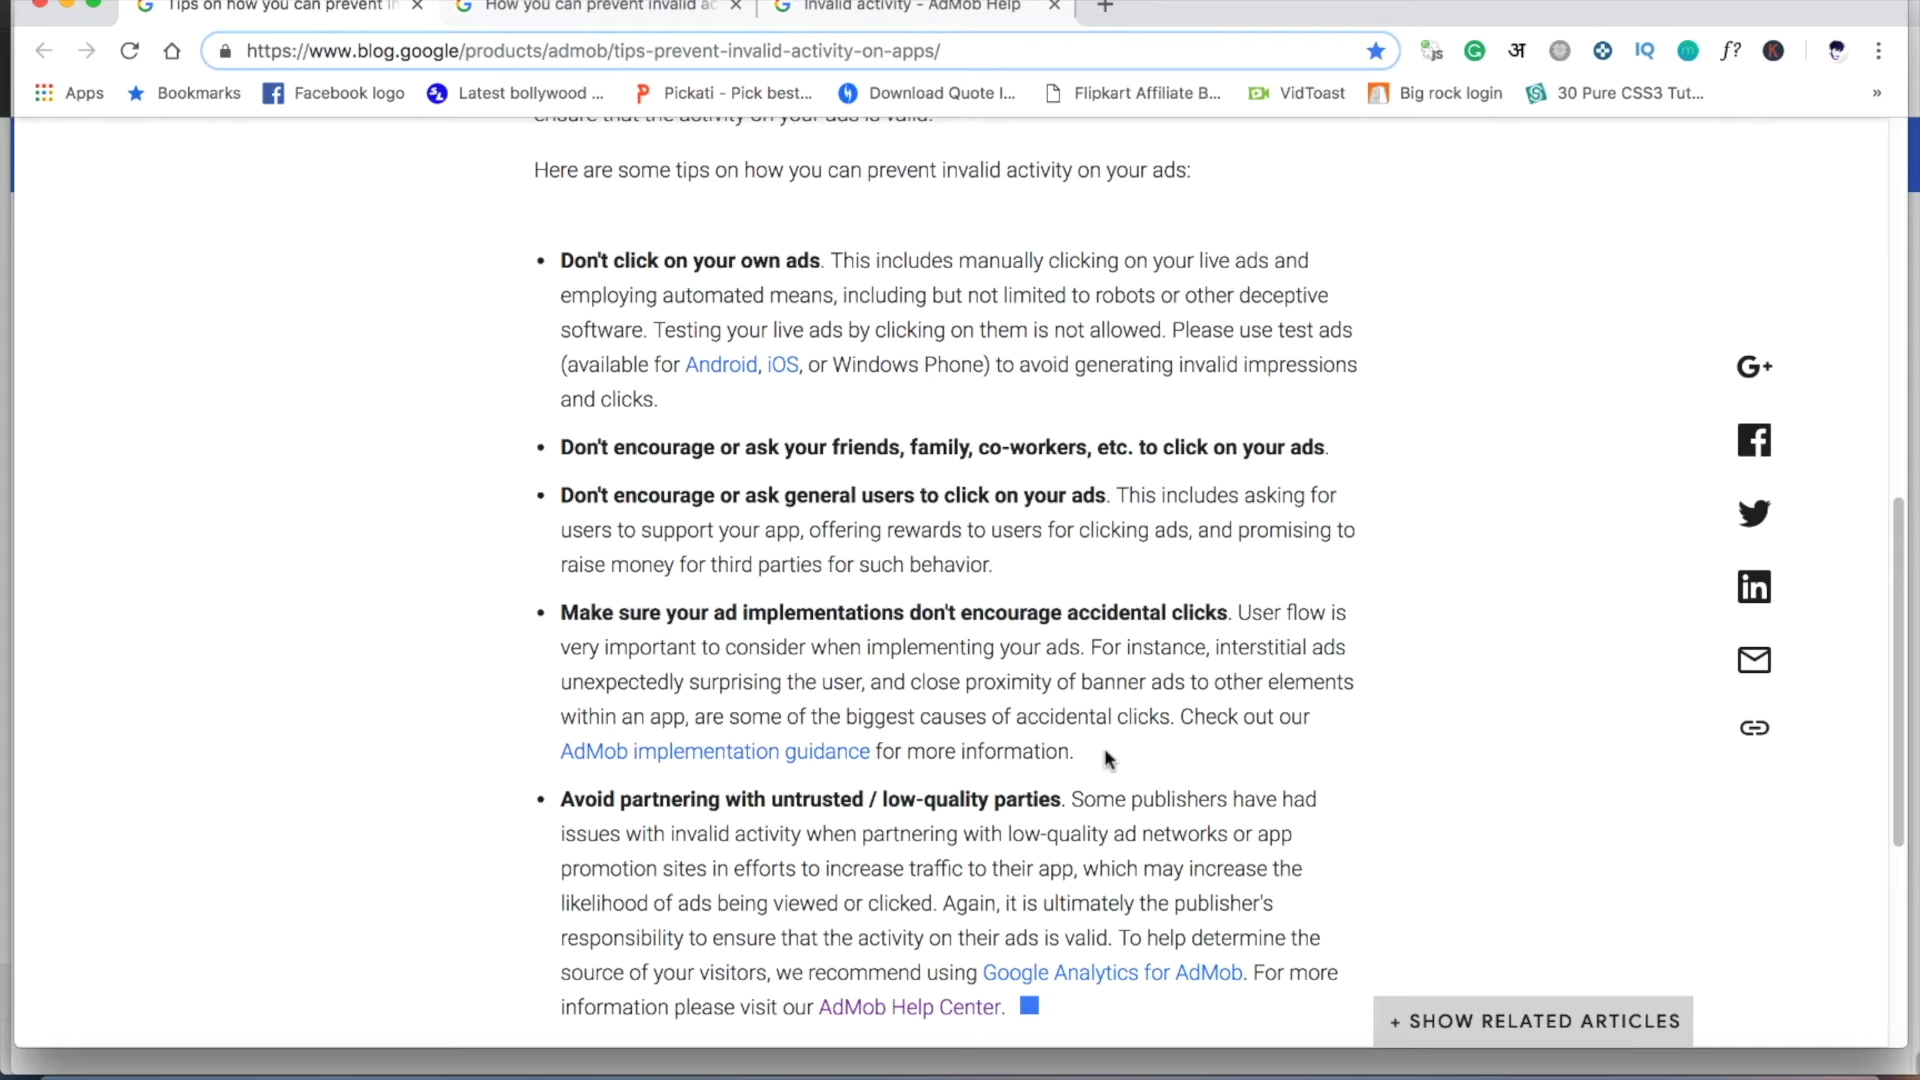 Tips on how you can prevent in
How you can prevent invalid ac
Invalid activity - AdMob Help
https://www.blog.google/products/admob/tips-prevent-invalid-activity-on-apps/
js अ IQ m f? K
Apps Bookmarks Facebook logo Latest bollywood ... Pickati - Pick best... Download Quote I... Flipkart Affiliate B... VidToast Big rock login 30 Pure CSS3 Tut... »
ensure that the activity on your ads is valid.
Here are some tips on how you can prevent invalid activity on your ads:
• Don't click on your own ads. This includes manually clicking on your live ads and
employing automated means, including but not limited to robots or other deceptive
software. Testing your live ads by clicking on them is not allowed. Please use test ads
(available for Android, iOS, or Windows Phone) to avoid generating invalid impressions
and clicks.
• Don't encourage or ask your friends, family, co-workers, etc. to click on your ads.
• Don't encourage or ask general users to click on your ads. This includes asking for
users to support your app, offering rewards to users for clicking ads, and promising to
raise money for third parties for such behavior.
• Make sure your ad implementations don't encourage accidental clicks. User flow is
very important to consider when implementing your ads. For instance, interstitial ads
unexpectedly surprising the user, and close proximity of banner ads to other elements
within an app, are some of the biggest causes of accidental clicks. Check out our
AdMob implementation guidance for more information.
• Avoid partnering with untrusted / low-quality parties. Some publishers have had
issues with invalid activity when partnering with low-quality ad networks or app
promotion sites in efforts to increase traffic to their app, which may increase the
likelihood of ads being viewed or clicked. Again, it is ultimately the publisher's
responsibility to ensure that the activity on their ads is valid. To help determine the
source of your visitors, we recommend using Google Analytics for AdMob. For more
information please visit our AdMob Help Center.
G+
in
+ SHOW RELATED ARTICLES